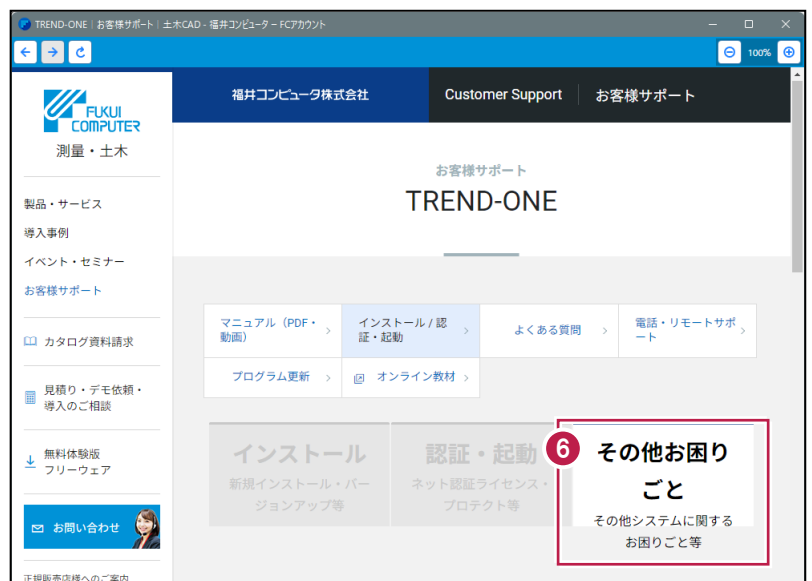 TREND-ONE | お客様サポート | 土木CAD - 福井コンピュータ – FCアカウント
100%
FUKUI
COMPUTER
測量・土木
製品・サービス
導入事例
イベント・セミナー
お客様サポート
カタログ資料請求
見積り・デモ依頼・
導入のご相談
無料体験版
フリーウェア
お問い合わせ
正規販売店様へのご案内
福井コンピュータ株式会社
Customer Support
お客様サポート
お客様サポート
TREND-ONE
マニュアル（PDF・
動画）
インストール / 認
証・起動
よくある質問
電話・リモートサポ
ート
プログラム更新
オンライン教材
インストール
新規インストール・バー
ジョンアップ等
認証・起動
ネット認証ライセンス・
プロテクト等
6
その他お困り
ごと
その他システムに関する
お困りごと等